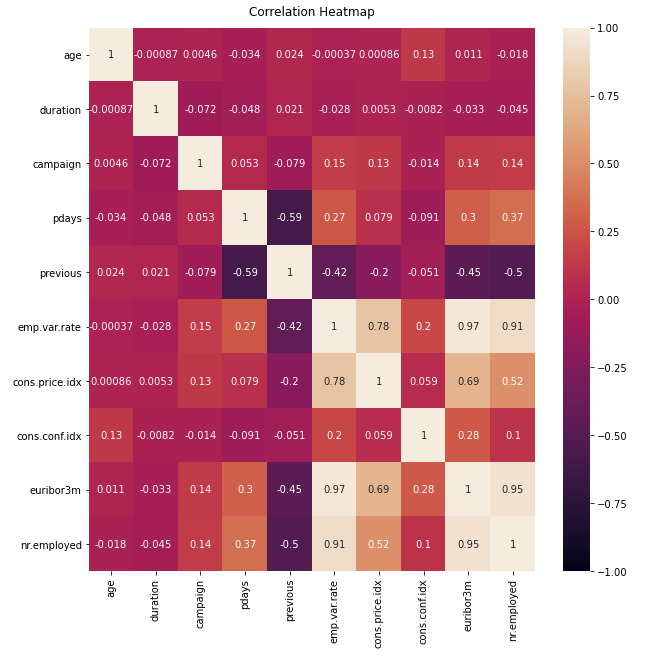 Correlation Heatmap
age 1 -0.00087 0.0046 -0.034 0.024 -0.00037 0.00086 0.13 0.011 -0.018
duration -0.00087 1 -0.072 -0.048 0.021 -0.028 0.0053 -0.0082 -0.033 -0.045
campaign 0.0046 -0.072 1 0.053 -0.079 0.15 0.13 -0.014 0.14 0.14
pdays -0.034 -0.048 0.053 1 -0.59 0.27 0.079 -0.091 0.3 0.37
previous 0.024 0.021 -0.079 -0.59 1 -0.42 -0.2 -0.051 -0.45 -0.5
emp.var.rate -0.00037 -0.028 0.15 0.27 -0.42 1 0.78 0.2 0.97 0.91
cons.price.idx 0.00086 0.0053 0.13 0.079 -0.2 0.78 1 0.059 0.69 0.52
cons.conf.idx 0.13 -0.0082 -0.014 -0.091 -0.051 0.2 0.059 1 0.28 0.1
euribor3m 0.011 -0.033 0.14 0.3 -0.45 0.97 0.69 0.28 1 0.95
nr.employed -0.018 -0.045 0.14 0.37 -0.5 0.91 0.52 0.1 0.95 1
age duration campaign pdays previous emp.var.rate cons.price.idx cons.conf.idx euribor3m nr.employed
1.00
0.75
0.50
0.25
0.00
−0.25
−0.50
−0.75
−1.00